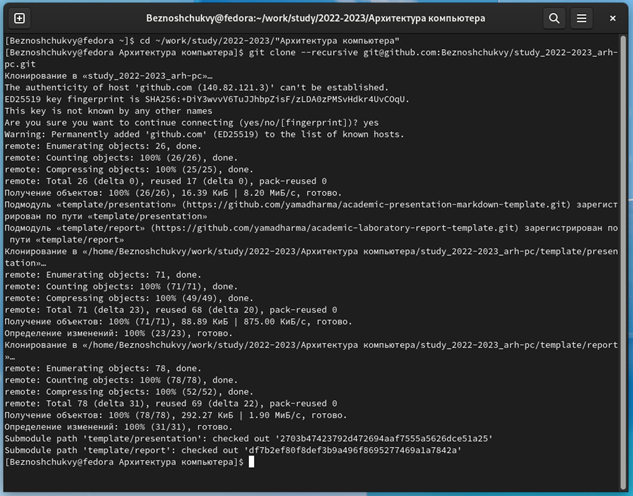 Beznoshchukvy@fedora:~/work/study/2022-2023/Архитектура компьютера
[Beznoshchukvy@fedora ~]$ cd ~/work/study/2022-2023/"Архитектура компьютера"
[Beznoshchukvy@fedora Архитектура компьютера]$ git clone --recursive git@github.com:Beznoshchukvy/study_2022-2023_arh-
pc.git
Клонирование в «study_2022-2023_arh-pc»…
The authenticity of host 'github.com (140.82.121.3)' can't be established.
ED25519 key fingerprint is SHA256:+DiY3wvvV6TuJJhbpZisF/zLDA0zPMSvHdkr4UvCOqU.
This key is not known by any other names
Are you sure you want to continue connecting (yes/no/[fingerprint])? yes
Warning: Permanently added 'github.com' (ED25519) to the list of known hosts.
remote: Enumerating objects: 26, done.
remote: Counting objects: 100% (26/26), done.
remote: Compressing objects: 100% (25/25), done.
remote: Total 26 (delta 0), reused 17 (delta 0), pack-reused 0
Получение объектов: 100% (26/26), 16.39 КиБ | 8.20 МиБ/с, готово.
Подмодуль «template/presentation» (https://github.com/yamadharma/academic-presentation-markdown-template.git) зарегист
рирован по пути «template/presentation»
Подмодуль «template/report» (https://github.com/yamadharma/academic-laboratory-report-template.git) зарегистрирован по
 пути «template/report»
Клонирование в «/home/Beznoshchukvy/work/study/2022-2023/Архитектура компьютера/study_2022-2023_arh-pc/template/presen
tation»…
remote: Enumerating objects: 71, done.
remote: Counting objects: 100% (71/71), done.
remote: Compressing objects: 100% (49/49), done.
remote: Total 71 (delta 23), reused 68 (delta 20), pack-reused 0
Получение объектов: 100% (71/71), 88.89 КиБ | 875.00 КиБ/с, готово.
Определение изменений: 100% (23/23), готово.
Клонирование в «/home/Beznoshchukvy/work/study/2022-2023/Архитектура компьютера/study_2022-2023_arh-pc/template/report
»…
remote: Enumerating objects: 78, done.
remote: Counting objects: 100% (78/78), done.
remote: Compressing objects: 100% (52/52), done.
remote: Total 78 (delta 31), reused 69 (delta 22), pack-reused 0
Получение объектов: 100% (78/78), 292.27 КиБ | 1.90 МиБ/с, готово.
Определение изменений: 100% (31/31), готово.
Submodule path 'template/presentation': checked out '2703b47423792d472694aaf7555a5626dce51a25'
Submodule path 'template/report': checked out 'df7b2ef80f8def3b9a496f8695277469a1a7842a'
[Beznoshchukvy@fedora Архитектура компьютера]$